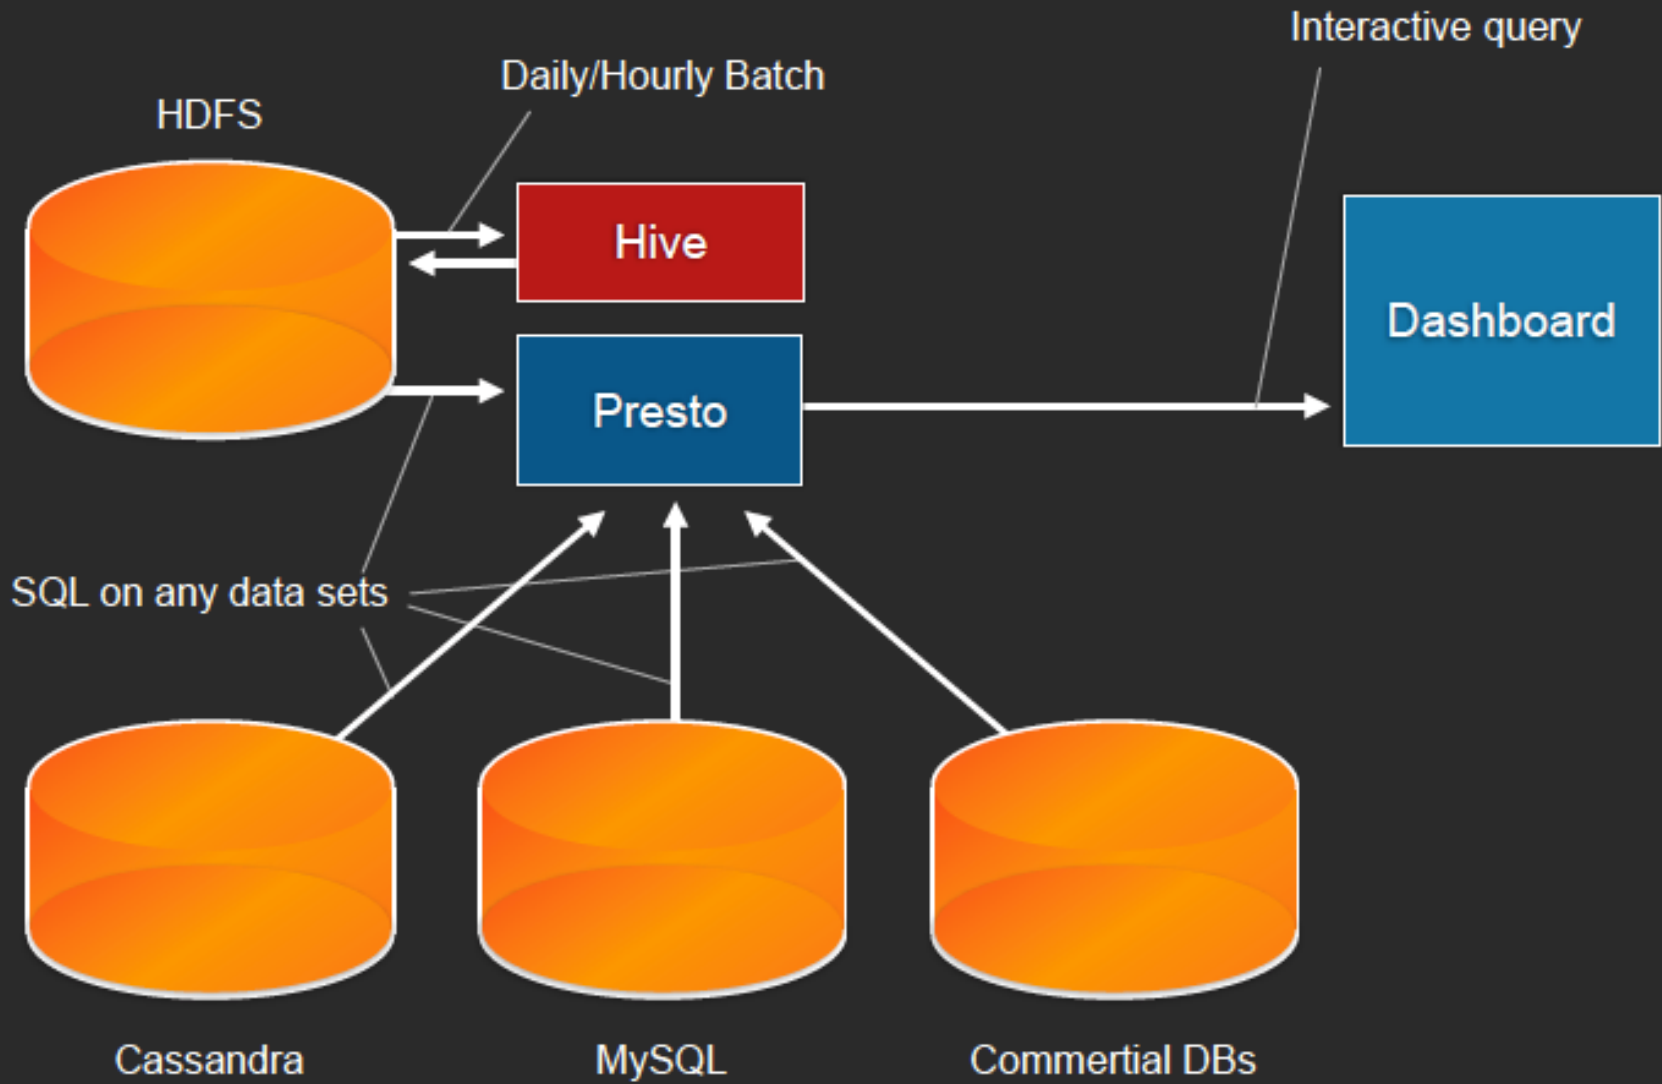 Interactive query
Daily/Hourly Batch
HDFS
Hive
Dashboard
Presto
SQL on any data sets
Cassandra
MySQL
Commertial DBs